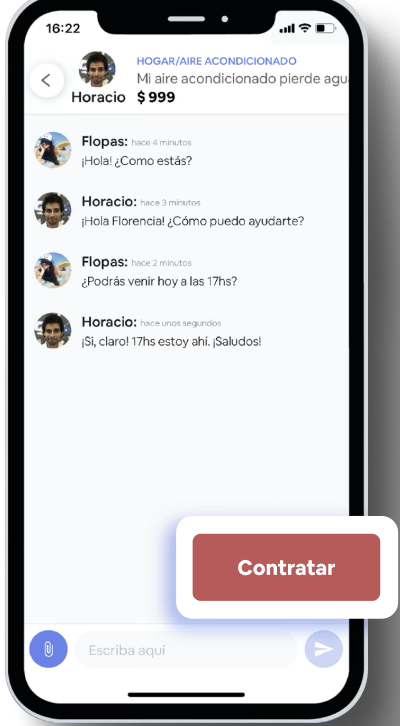 16:22
HOGAR/AIRE ACONDICIONADO
Mi aire acondicionado pierde agu
Horacio $ 999
Flopas: hace 4 minutos
¡Hola! ¿Como estás?
Horacio: hace 3 minutos
¡Hola Florencia! ¿Cómo puedo ayudarte?
Flopas: hace 2 minutos
¿Podrás venir hoy a las 17hs?
Horacio: hace unos segundos
¡Si, claro! 17hs estoy ahí. ¡Saludos!
Contratar
Escriba aquí